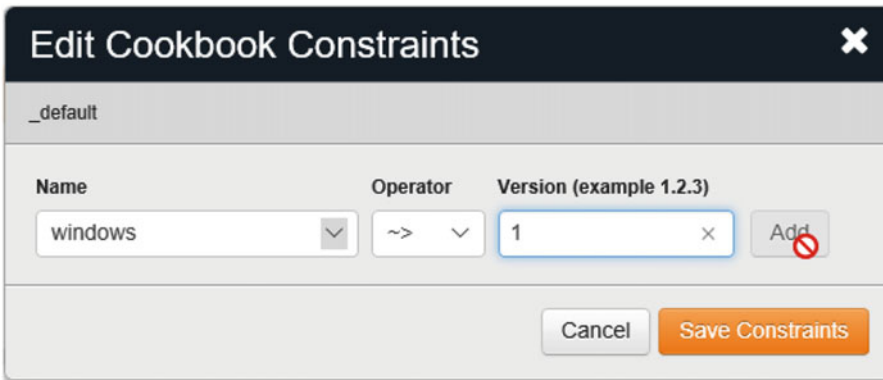 Edit Cookbook Constraints
_default
Name Operator Version (example 1.2.3)
windows ~> 1 Add
Cancel Save Constraints